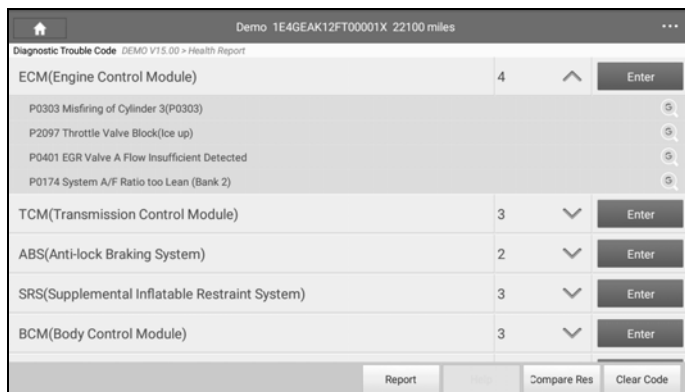 Demo 1E4GEAK12FT00001X 22100 miles
Diagnostic Trouble Code DEMO V15.00 > Health Report
ECM(Engine Control Module) 4 Enter
P0303 Misfiring of Cylinder 3(P0303)
P2097 Throttle Valve Block(Ice up)
P0401 EGR Valve A Flow Insufficient Detected
P0174 System A/F Ratio too Lean (Bank 2)
TCM(Transmission Control Module) 3 Enter
ABS(Anti-lock Braking System) 2 Enter
SRS(Supplemental Inflatable Restraint System) 3 Enter
BCM(Body Control Module) 3 Enter
Report Compare Res Clear Code